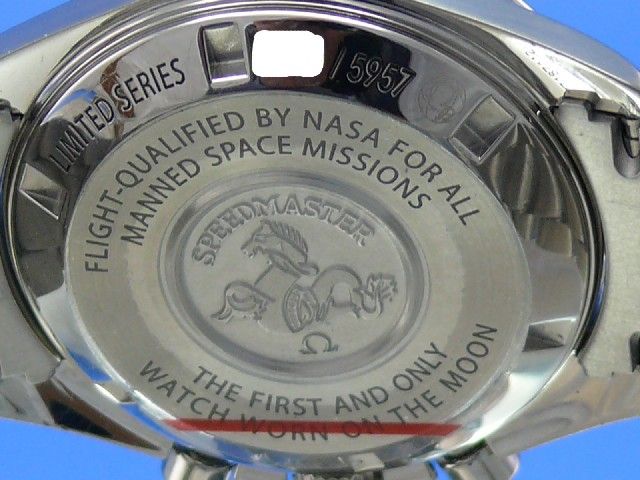 LIMITED SERIES /5957
FLIGHT-QUALIFIED BY NASA FOR ALL
MANNED SPACE MISSIONS
SPEEDMASTER
Ω
THE FIRST AND ONLY
WATCH WORN ON THE MOON